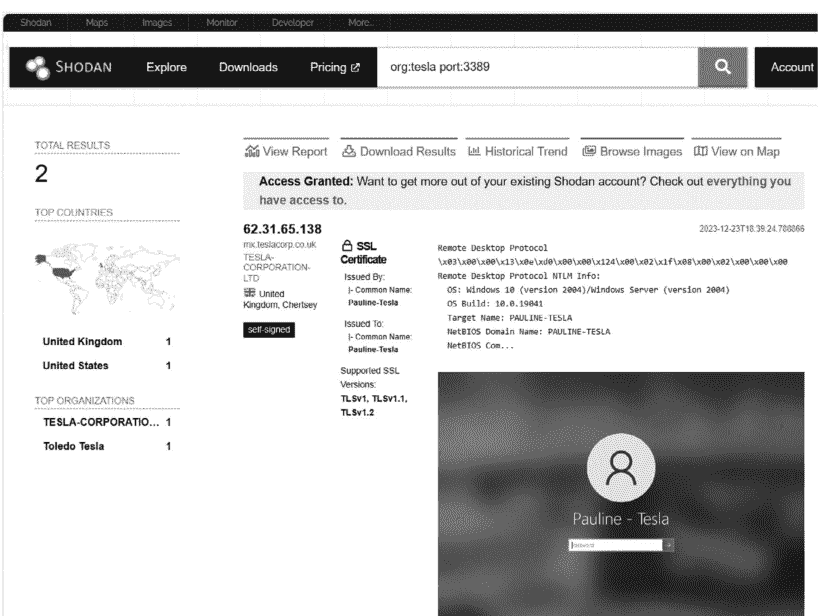 Shodan Maps Images Monitor Developer More...
SHODAN Explore Downloads Pricing org:tesla port:3389 Account
TOTAL RESULTS
2
TOP COUNTRIES
United Kingdom 1
United States 1
TOP ORGANIZATIONS
TESLA-CORPORATIO... 1
Toledo Tesla 1
View Report Download Results Historical Trend Browse Images View on Map
Access Granted: Want to get more out of your existing Shodan account? Check out everything you
have access to.
62.31.65.138
mx.teslacorp.co.uk
TESLA-
CORPORATION-
LTD
United
Kingdom, Chertsey
self-signed
SSL
Certificate
Issued By:
|- Common Name:
Pauline-Tesla
Issued To:
|- Common Name:
Pauline-Tesla
Supported SSL
Versions:
TLSv1, TLSv1.1,
TLSv1.2
2023-12-23T18:39:24.786066
Remote Desktop Protocol
\x03\x00\x00\x13\x0e\xd0\x00\x00\x124\x00\x02\x1f\x08\x00\x02\x00\x00\x00
Remote Desktop Protocol NTLM Info:
OS: Windows 10 (version 2004)/Windows Server (version 2004)
OS Build: 10.0.19041
Target Name: PAULINE-TESLA
NetBIOS Domain Name: PAULINE-TESLA
NetBIOS Com...
Pauline - Tesla
Password